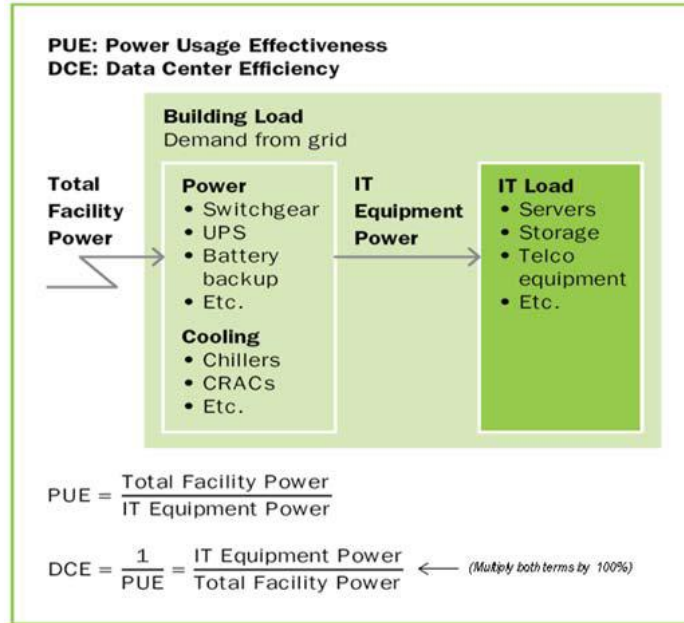 PUE: Power Usage Effectiveness
DCE: Data Center Efficiency
Building Load
Demand from grid
Total
Facility
Power
Power
• Switchgear
• UPS
• Battery
backup
• Etc.
Cooling
• Chillers
• CRACs
• Etc.
IT
Equipment
Power
IT Load
• Servers
• Storage
• Telco
equipment
• Etc.
PUE = Total Facility Power / IT Equipment Power
DCE = 1 / PUE = IT Equipment Power / Total Facility Power (Multiply both terms by 100%)